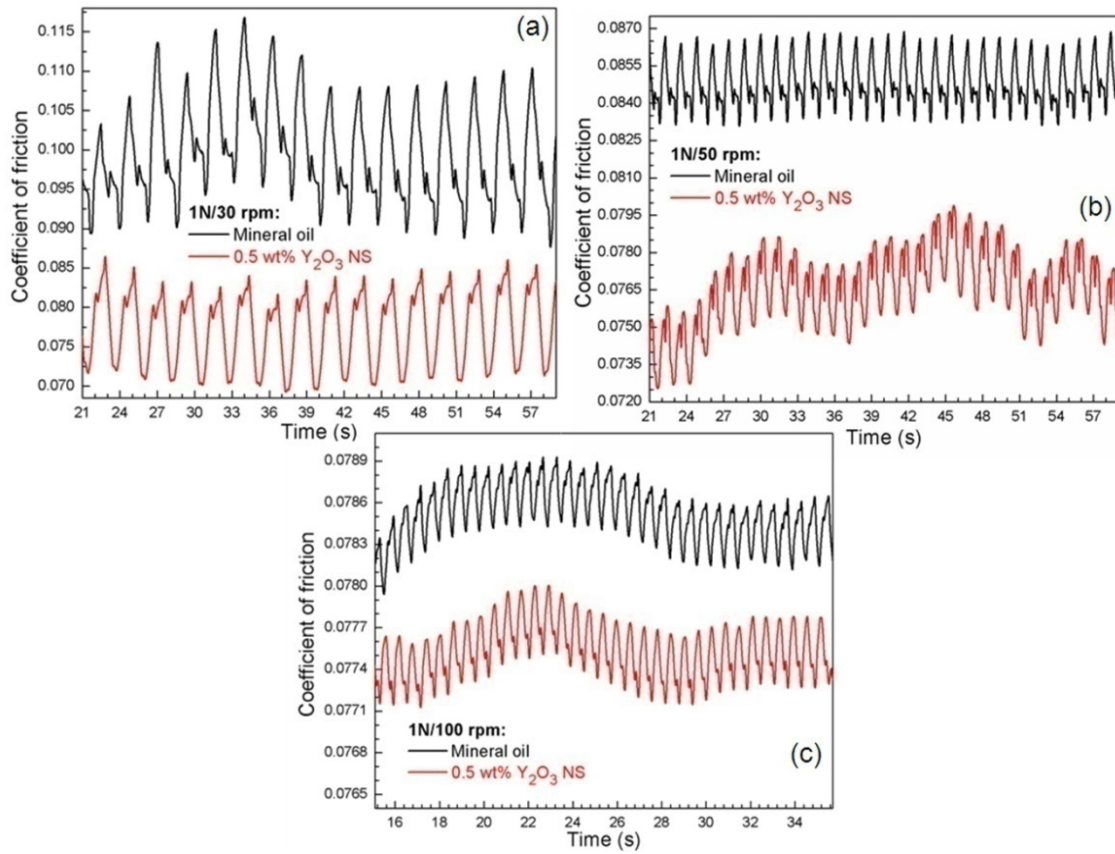 (a)
Coefficient of friction
0.115
0.110
0.105
0.100
0.095
0.090
0.085
0.080
0.075
0.070
1N/30 rpm:
Mineral oil
0.5 wt% Y₂O₃ NS
21 24 27 30 33 36 39 42 45 48 51 54 57
Time (s)
(b)
Coefficient of friction
0.0870
0.0855
0.0840
0.0825
0.0810
0.0795
0.0780
0.0765
0.0750
0.0735
0.0720
1N/50 rpm:
Mineral oil
0.5 wt% Y₂O₃ NS
21 24 27 30 33 36 39 42 45 48 51 54 57
Time (s)
(c)
Coefficient of friction
0.0789
0.0786
0.0783
0.0780
0.0777
0.0774
0.0771
0.0768
0.0765
1N/100 rpm:
Mineral oil
0.5 wt% Y₂O₃ NS
16 18 20 22 24 26 28 30 32 34
Time (s)